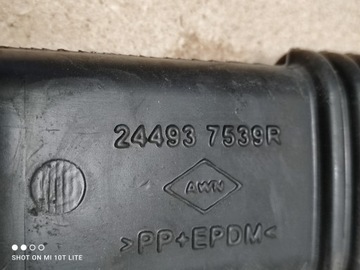 24493 7539R
AWN
>PP+EPDM<
SHOT ON MI 10T LITE